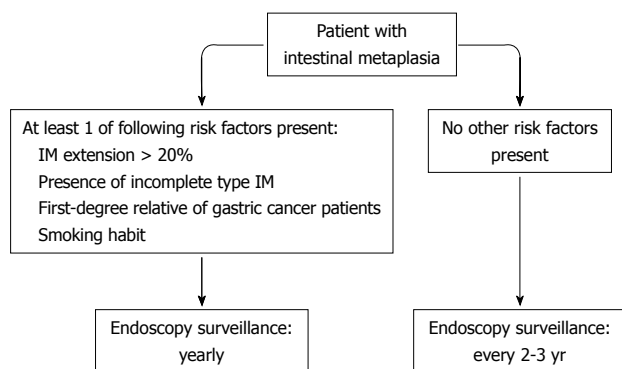 Patient with
intestinal metaplasia
At least 1 of following risk factors present:
IM extension > 20%
Presence of incomplete type IM
First-degree relative of gastric cancer patients
Smoking habit
No other risk factors
present
Endoscopy surveillance:
yearly
Endoscopy surveillance:
every 2-3 yr